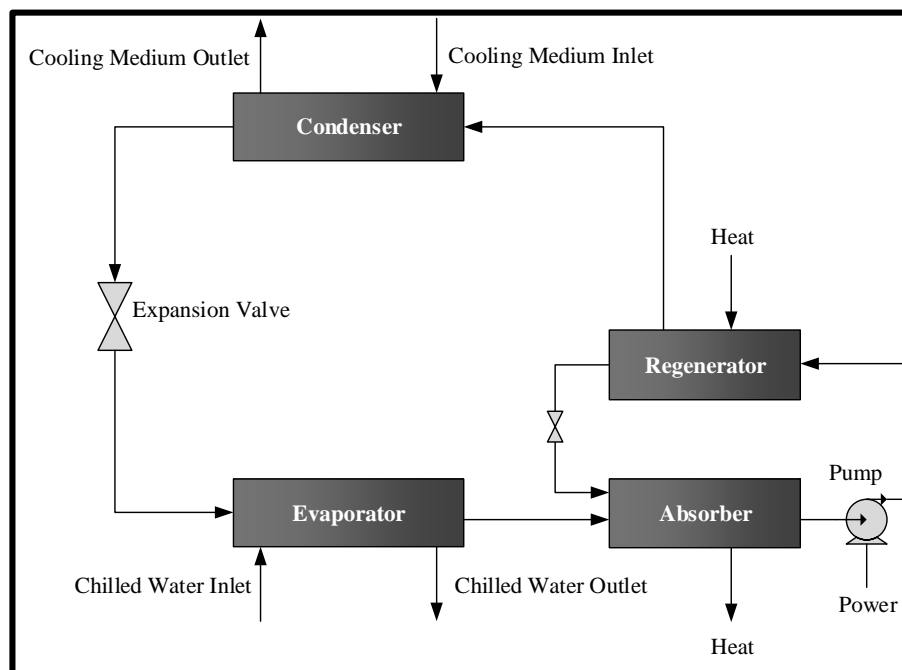 Cooling Medium Outlet
Cooling Medium Inlet
Condenser
Heat
Expansion Valve
Regenerator
Pump
Evaporator
Absorber
Chilled Water Inlet
Chilled Water Outlet
Power
Heat